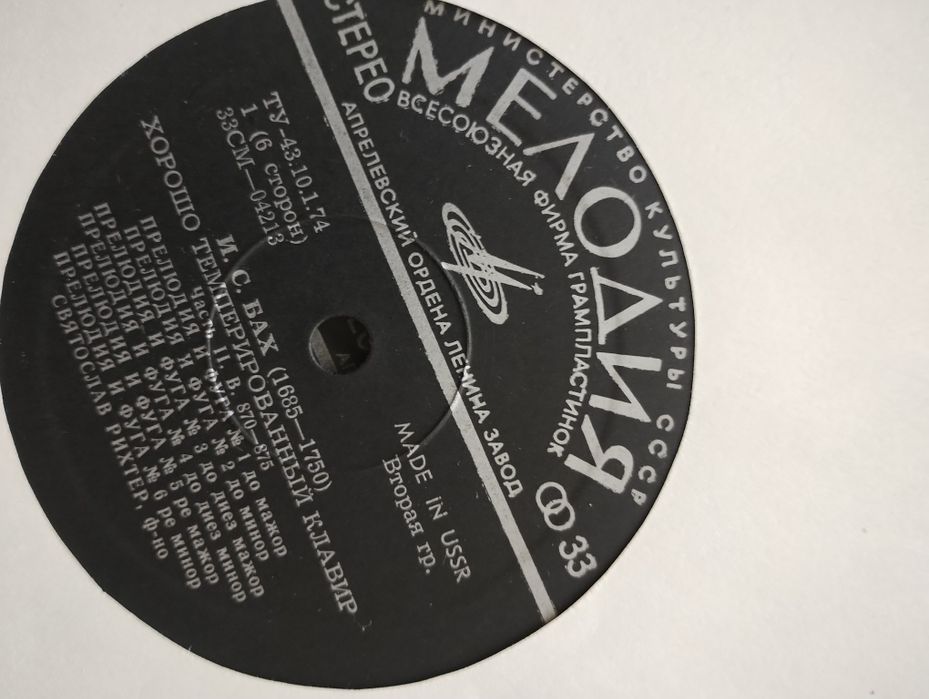 МИНИСТЕРСТВО КУЛЬТУРЫ СССР
МЕЛОДИЯ
ВСЕСОЮЗНАЯ ФИРМА ГРАМПЛАСТИНОК
СТЕРЕО
33
АПРЕЛЕВСКИЙ ОРДЕНА ЛЕНИНА ЗАВОД
MADE IN USSR
Вторая гр.
ТУ-43.10.1.74
1 (6 сторон)
33СМ—04213
И. С. БАХ (1685—1750)
ХОРОШО ТЕМПЕРИРОВАННЫЙ КЛАВИР
Часть II, В. 870—875
ПРЕЛЮДИЯ И ФУГА № 1 до мажор
ПРЕЛЮДИЯ И ФУГА № 2 до минор
ПРЕЛЮДИЯ И ФУГА № 3 до диез мажор
ПРЕЛЮДИЯ И ФУГА № 4 до диез минор
ПРЕЛЮДИЯ И ФУГА № 5 ре мажор
ПРЕЛЮДИЯ И ФУГА № 6 ре минор
СВЯТОСЛАВ РИХТЕР, ф-но